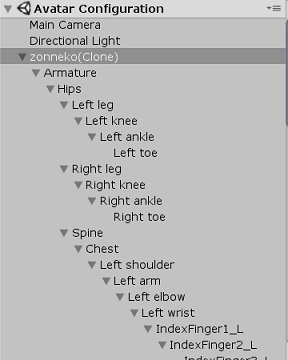 Avatar Configuration
Main Camera
Directional Light
zonneko(Clone)
Armature
Hips
Left leg
Left knee
Left ankle
Left toe
Right leg
Right knee
Right ankle
Right toe
Spine
Chest
Left shoulder
Left arm
Left elbow
Left wrist
IndexFinger1_L
IndexFinger2_L